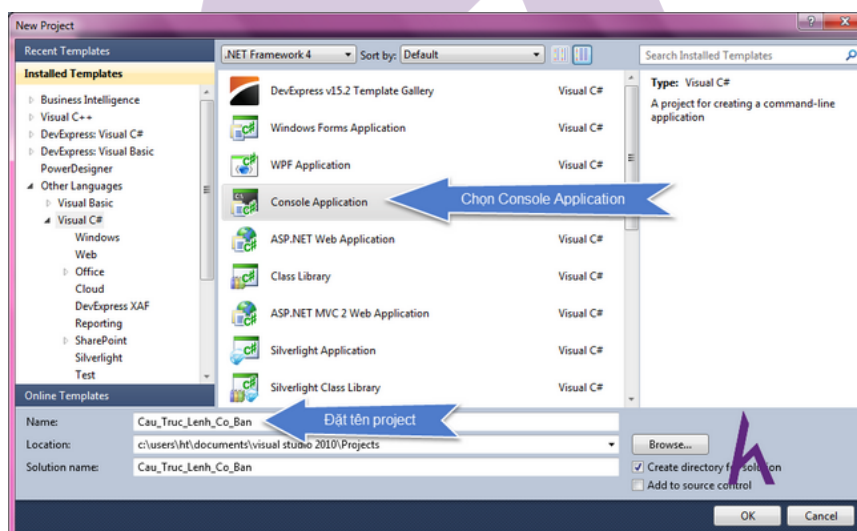 New Project
Recent Templates
Installed Templates
Business Intelligence
Visual C++
DevExpress: Visual C#
DevExpress: Visual Basic
PowerDesigner
Other Languages
Visual Basic
Visual C#
Windows
Web
Office
Cloud
DevExpress XAF
Reporting
SharePoint
Silverlight
Test
Online Templates
.NET Framework 4 Sort by: Default
DevExpress v15.2 Template Gallery Visual C#
Windows Forms Application Visual C#
WPF Application Visual C#
Console Application Chọn Console Application
ASP.NET Web Application Visual C#
Class Library Visual C#
ASP.NET MVC 2 Web Application Visual C#
Silverlight Application Visual C#
Silverlight Class Library Visual C#
Search Installed Templates
Type: Visual C#
A project for creating a command-line
application
Name: Cau_Truc_Lenh_Co_Ban Đặt tên project
Location: c:\users\ht\documents\visual studio 2010\Projects Browse...
Solution name: Cau_Truc_Lenh_Co_Ban
Create directory for solution
Add to source control
OK Cancel